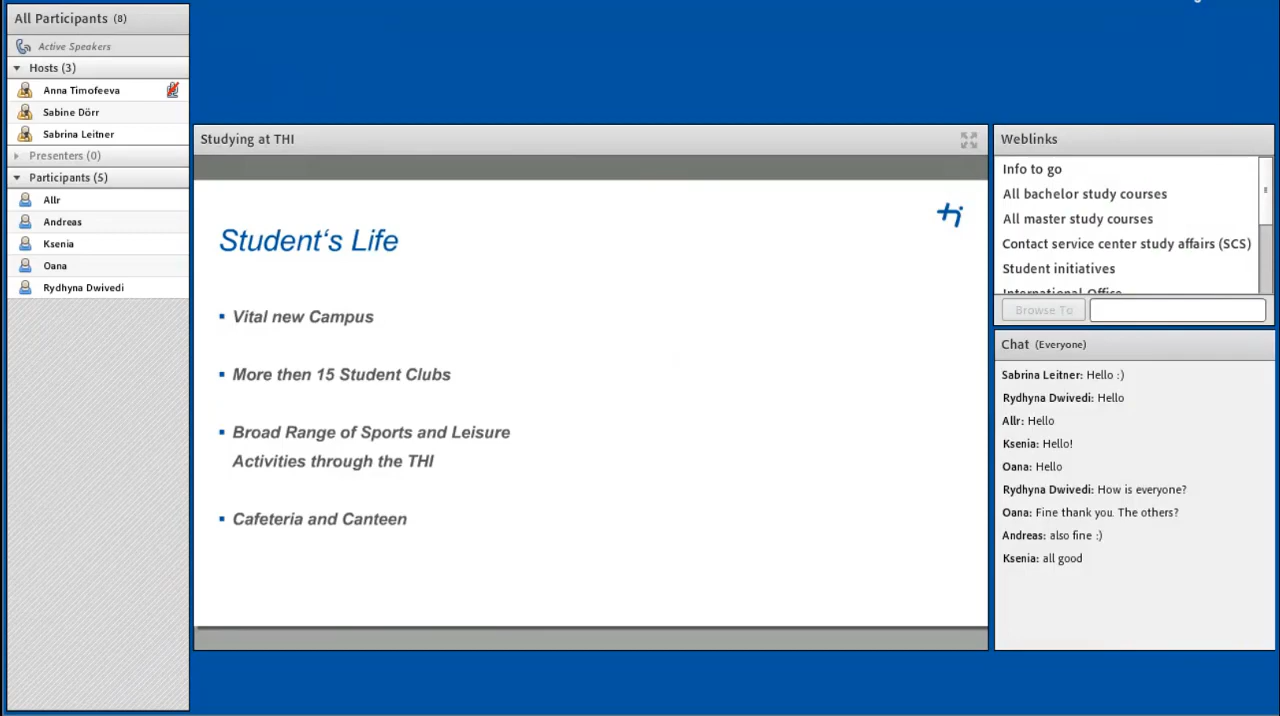 All Participants (8)
Active Speakers
Hosts (3)
Anna Timofeeva
Sabine Dörr
Sabrina Leitner
Presenters (0)
Participants (5)
Allr
Andreas
Ksenia
Oana
Rydhyna Dwivedi
Studying at THI
Student‘s Life
Vital new Campus
More then 15 Student Clubs
Broad Range of Sports and Leisure
Activities through the THI
Cafeteria and Canteen
Weblinks
Info to go
All bachelor study courses
All master study courses
Contact service center study affairs (SCS)
Student initiatives
International Office
Browse To
Chat (Everyone)
Sabrina Leitner: Hello :)
Rydhyna Dwivedi: Hello
Allr: Hello
Ksenia: Hello!
Oana: Hello
Rydhyna Dwivedi: How is everyone?
Oana: Fine thank you. The others?
Andreas: also fine :)
Ksenia: all good